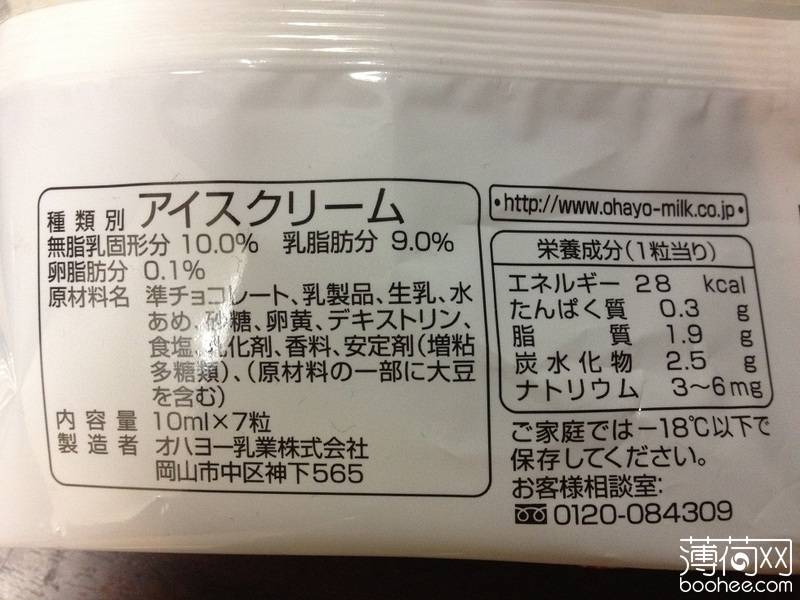 種類別 アイスクリーム
無脂乳固形分 10.0% 乳脂肪分 9.0%
卵脂肪分 0.1%
原材料名 準チョコレート、乳製品、生乳、水
あめ、砂糖、卵黄、デキストリン、
食塩、乳化剤、香料、安定剤(増粘
多糖類)、(原材料の一部に大豆
を含む)
内容量 10ml×7粒
製造者 オハヨー乳業株式会社
岡山市中区神下565
・http://www.ohayo-milk.co.jp・
栄養成分(1粒当り)
エネルギー 28 kcal
たんぱく質 0.3 g
脂質 1.9 g
炭水化物 2.5 g
ナトリウム 3～6mg
ご家庭では－18℃以下で
保存してください。
お客様相談室:
0120-084309
薄荷网
boohee.com